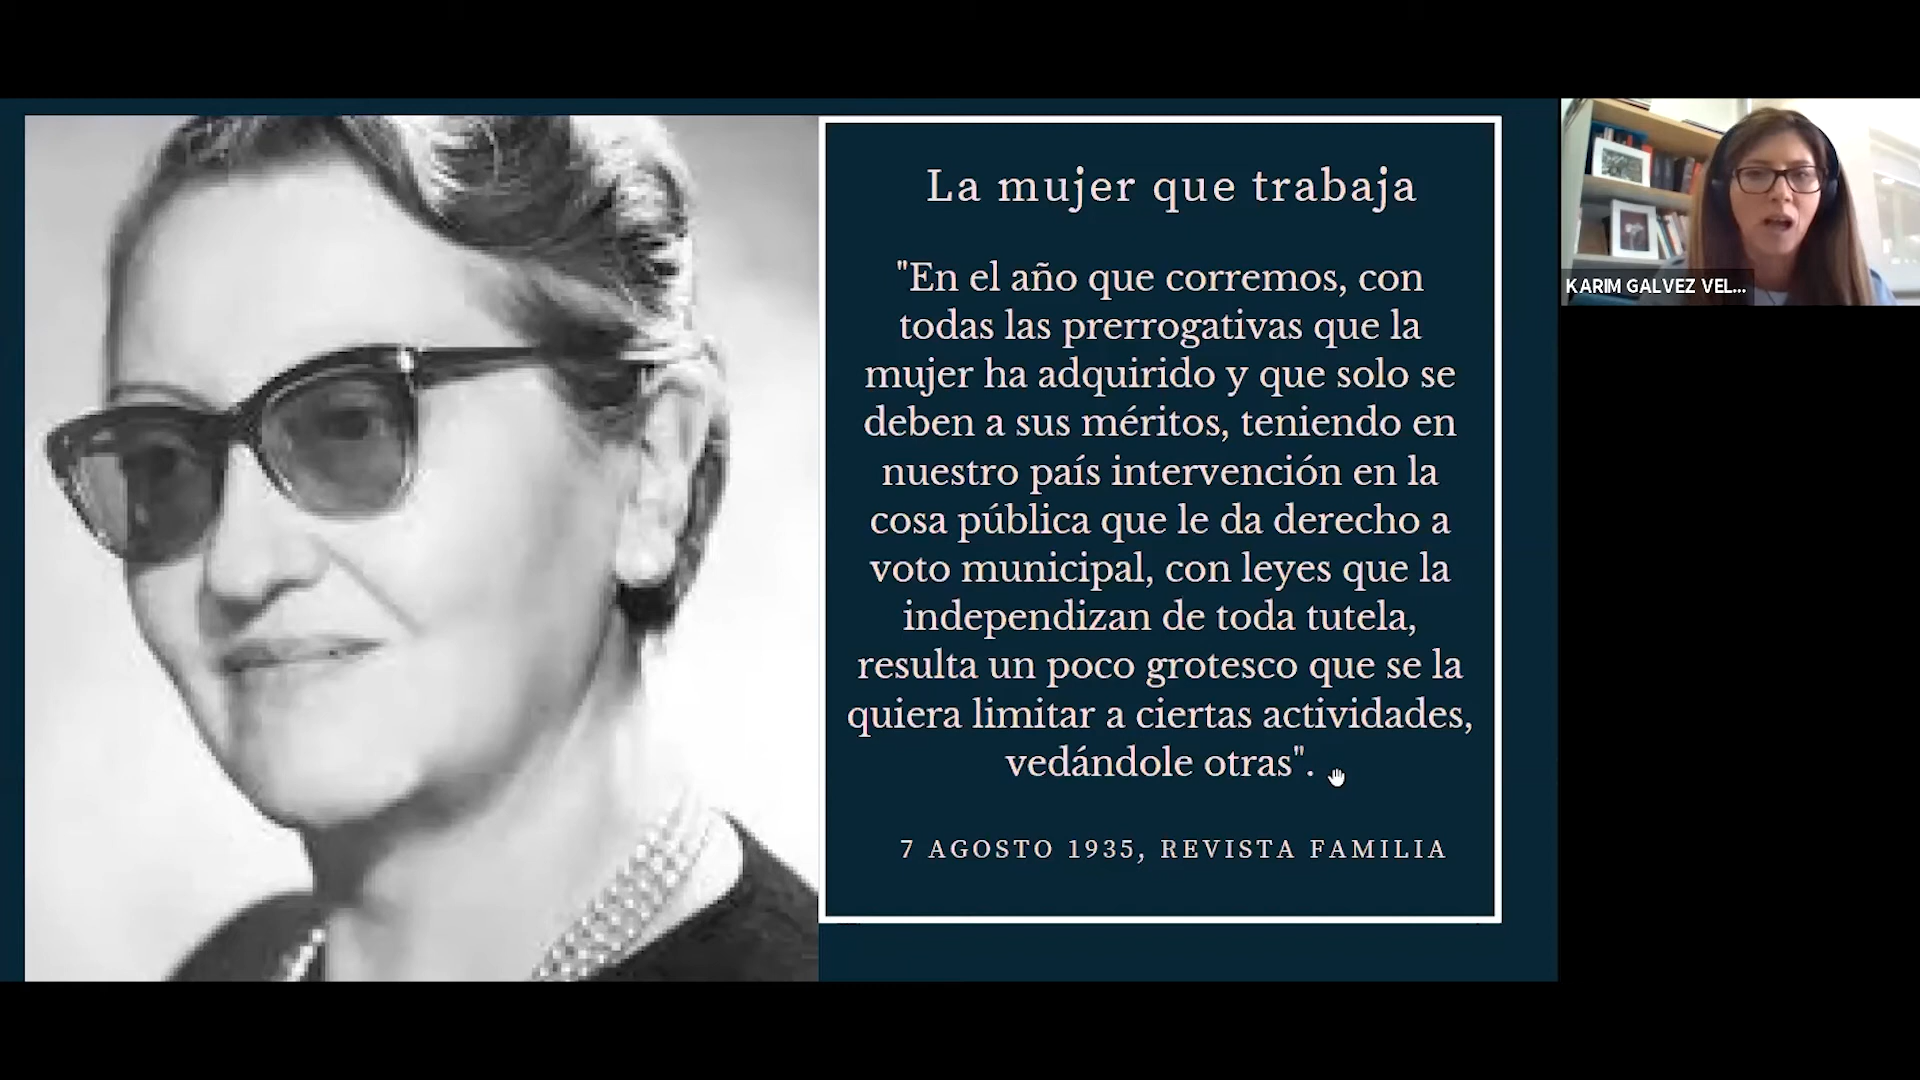 La mujer que trabaja
"En el año que corremos, con
todas las prerrogativas que la
mujer ha adquirido y que solo se
deben a sus méritos, teniendo en
nuestro país intervención en la
cosa pública que le da derecho a
voto municipal, con leyes que la
independizan de toda tutela,
resulta un poco grotesco que se la
quiera limitar a ciertas actividades,
vedándole otras".
7 AGOSTO 1935, REVISTA FAMILIA
KARIM GALVEZ VEL...